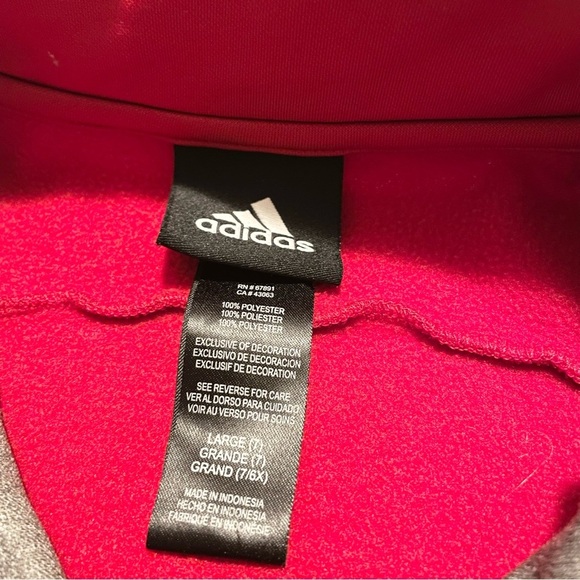 adidas
RN # 67891
CA # 43063
100% POLYESTER
100% POLIESTER
100% POLYESTER
EXCLUSIVE OF DECORATION
EXCLUSIVO DE DECORACION
EXCLUSIF DE DECORATION
SEE REVERSE FOR CARE
VER AL DORSO PARA CUIDADO
VOIR AU VERSO POUR SOINS
LARGE (7)
GRANDE (7)
GRAND (7/6X)
MADE IN INDONESIA
HECHO EN INDONESIA
FABRIQUÉ EN INDONESIA